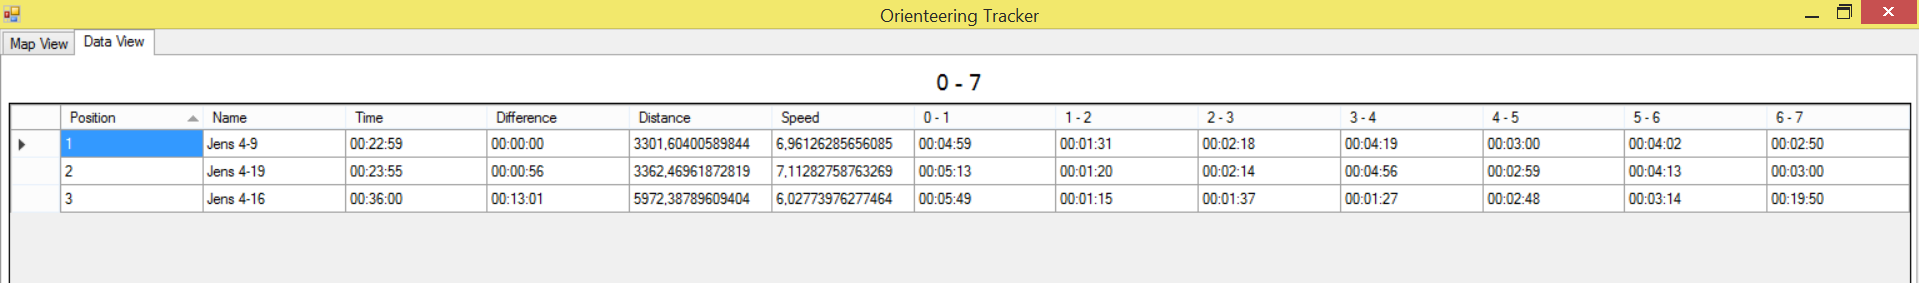 Orienteering Tracker
Map View Data View
0 - 7
Position Name Time Difference Distance Speed 0 - 1 1 - 2 2 - 3 3 - 4 4 - 5 5 - 6 6 - 7
1 Jens 4-9 00:22:59 00:00:00 3301,60400589844 6,96126285656085 00:04:59 00:01:31 00:02:18 00:04:19 00:03:00 00:04:02 00:02:50
2 Jens 4-19 00:23:55 00:00:56 3362,46961872819 7,11282758763269 00:05:13 00:01:20 00:02:14 00:04:56 00:02:59 00:04:13 00:03:00
3 Jens 4-16 00:36:00 00:13:01 5972,38789609404 6,02773976277464 00:05:49 00:01:15 00:01:37 00:01:27 00:02:48 00:03:14 00:19:50